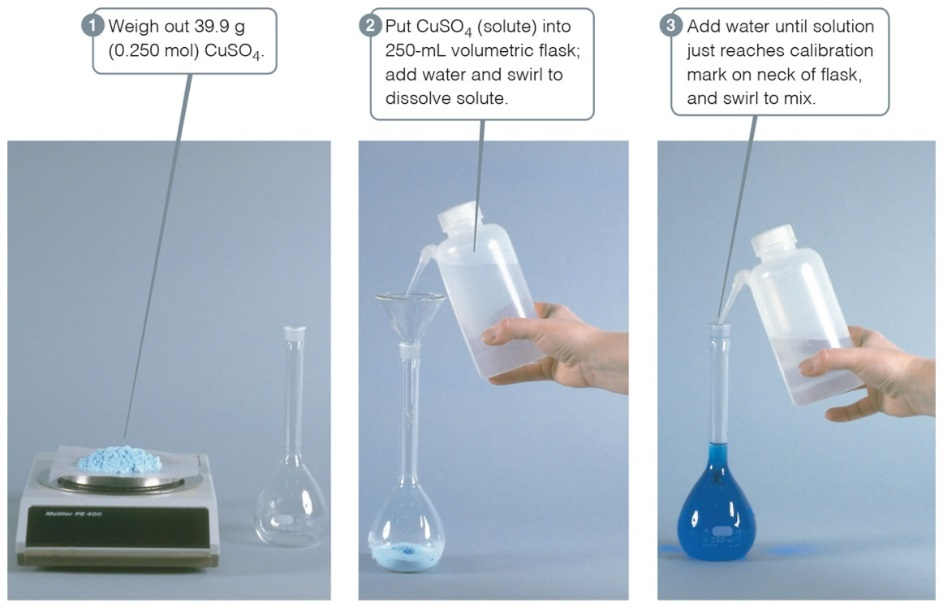 1 Weigh out 39.9 g
(0.250 mol) CuSO₄.
2 Put CuSO₄ (solute) into
250-mL volumetric flask;
add water and swirl to
dissolve solute.
3 Add water until solution
just reaches calibration
mark on neck of flask,
and swirl to mix.
Mettler PE 400
250